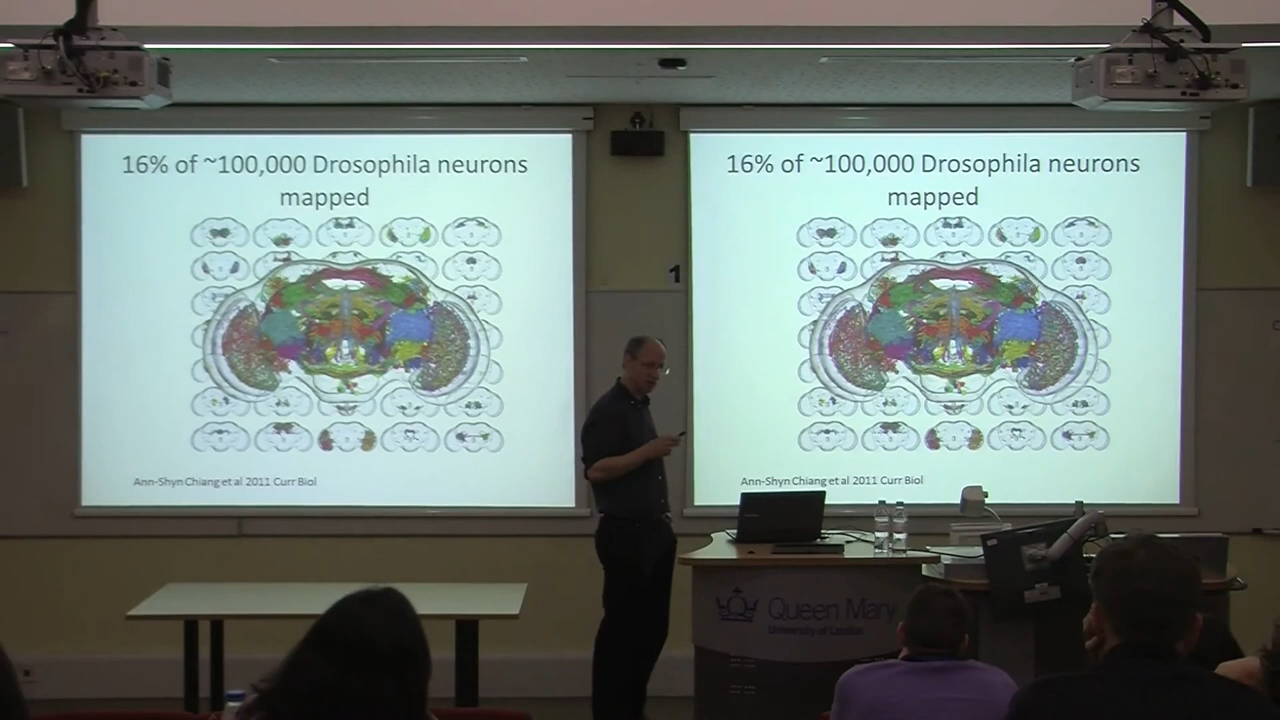 16% of ~100,000 Drosophila neurons
mapped
Ann-Shyn Chiang et al 2011 Curr Biol
16% of ~100,000 Drosophila neurons
mapped
Ann-Shyn Chiang et al 2011 Curr Biol
1
Queen Mary
University of London